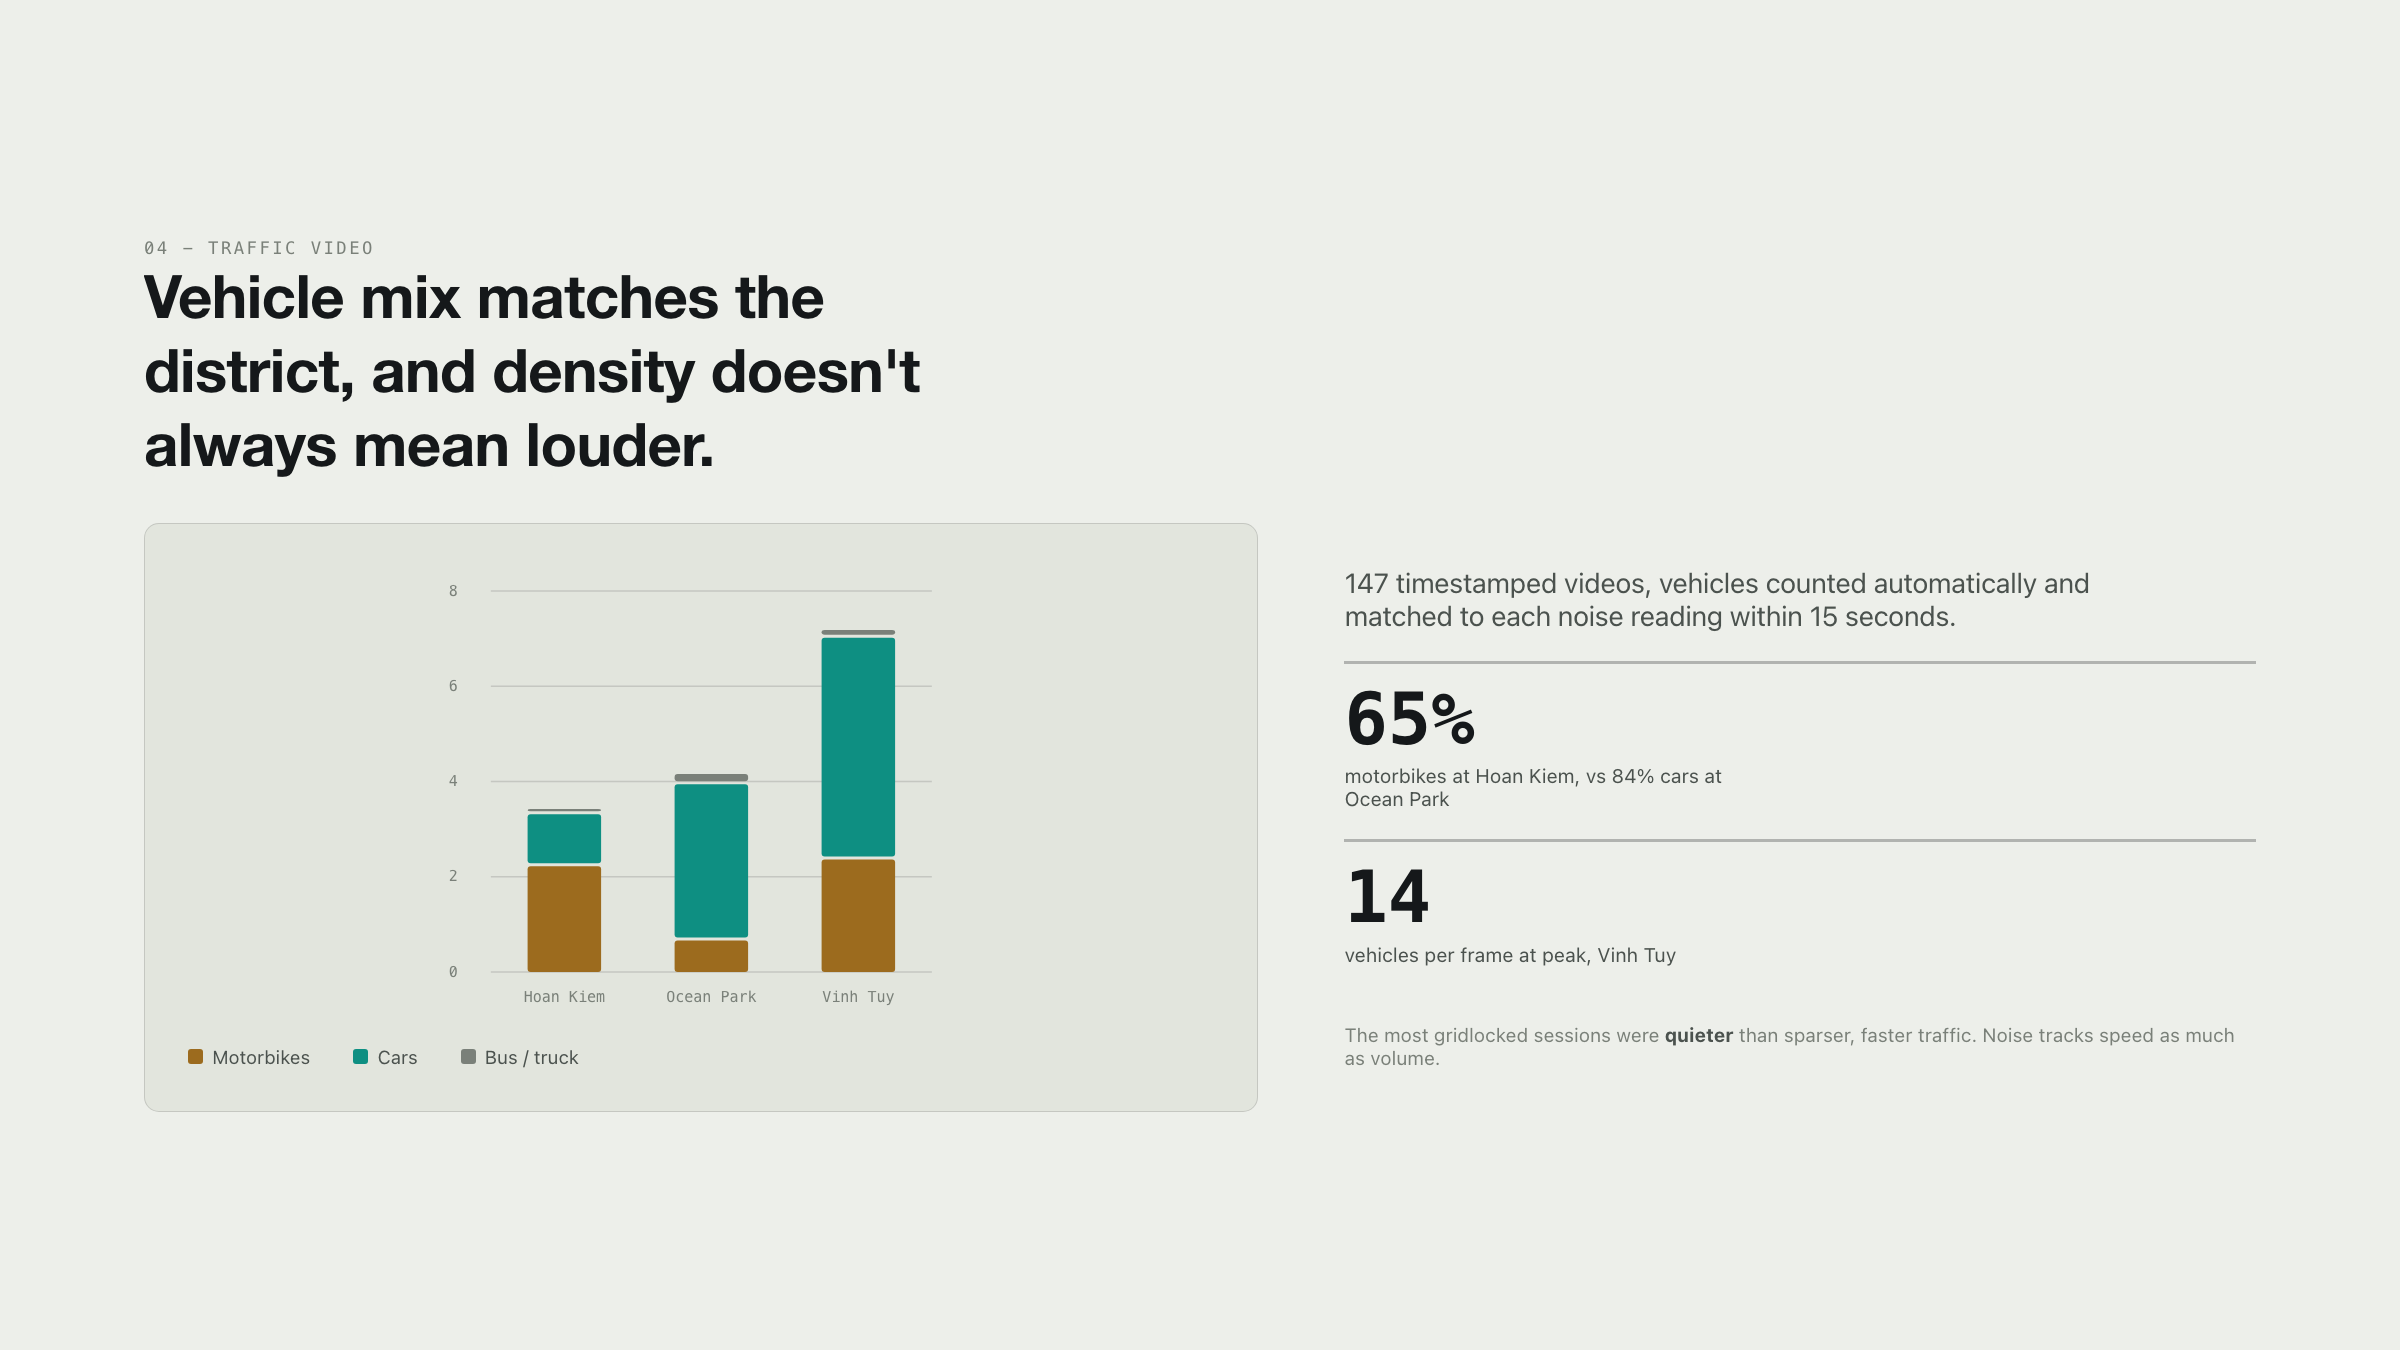 04 — TRAFFIC VIDEO
Vehicle mix matches the
district, and density doesn't
always mean louder.
8
6
4
2
0
Hoan Kiem Ocean Park Vinh Tuy
Motorbikes Cars Bus / truck
147 timestamped videos, vehicles counted automatically and
matched to each noise reading within 15 seconds.
65%
motorbikes at Hoan Kiem, vs 84% cars at
Ocean Park
14
vehicles per frame at peak, Vinh Tuy
The most gridlocked sessions were quieter than sparser, faster traffic. Noise tracks speed as much
as volume.